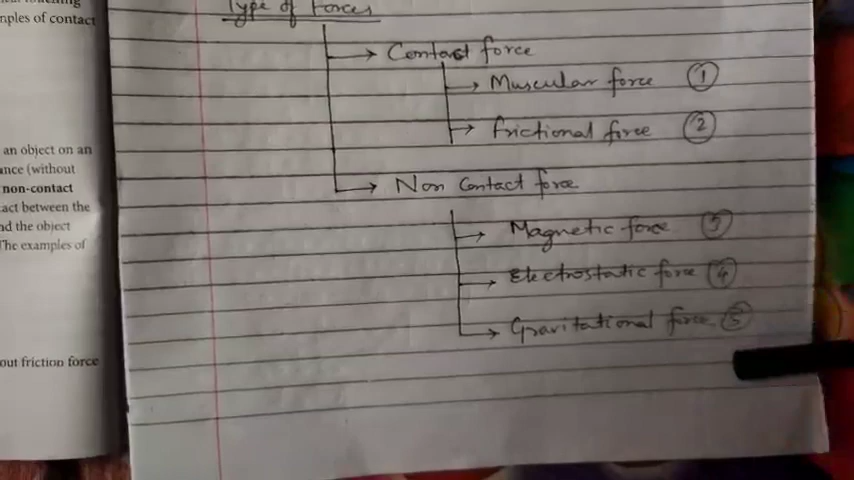 mples of contact
an object on an
ance (without
non-contact
act between the
nd the object
The examples of
out friction force
Type of Forces
Contact force
Muscular force ①
Frictional force ②
Non Contact force
Magnetic force ③
Electrostatic force ④
Gravitational force ⑤